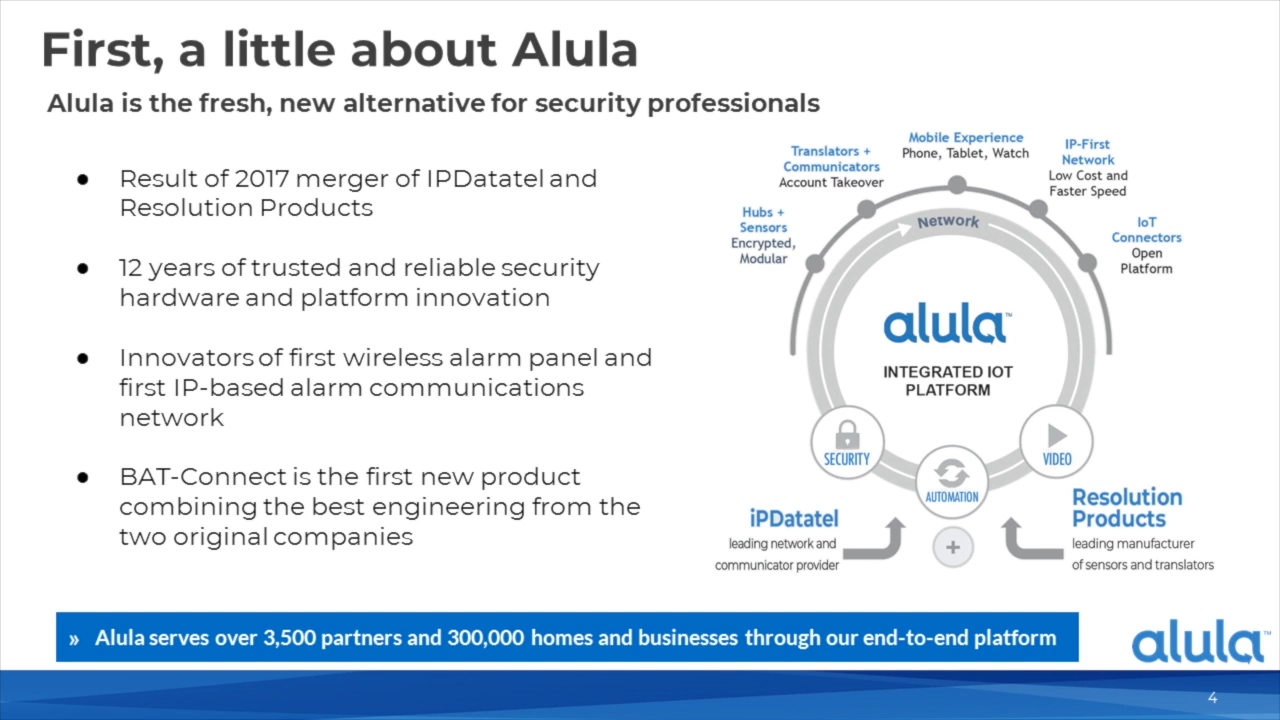 First, a little about Alula
Alula is the fresh, new alternative for security professionals
● Result of 2017 merger of IPDatatel and
Resolution Products
● 12 years of trusted and reliable security
hardware and platform innovation
● Innovators of first wireless alarm panel and
first IP-based alarm communications
network
● BAT-Connect is the first new product
combining the best engineering from the
two original companies
Hubs +
Sensors
Encrypted,
Modular
Translators +
Communicators
Account Takeover
Mobile Experience
Phone, Tablet, Watch
IP-First
Network
Low Cost and
Faster Speed
IoT
Connectors
Open
Platform
Network
alula™
INTEGRATED IOT
PLATFORM
SECURITY
AUTOMATION
VIDEO
iPDatatel
leading network and
communicator provider
+
Resolution
Products
leading manufacturer
of sensors and translators
» Alula serves over 3,500 partners and 300,000 homes and businesses through our end-to-end platform
alula™
4